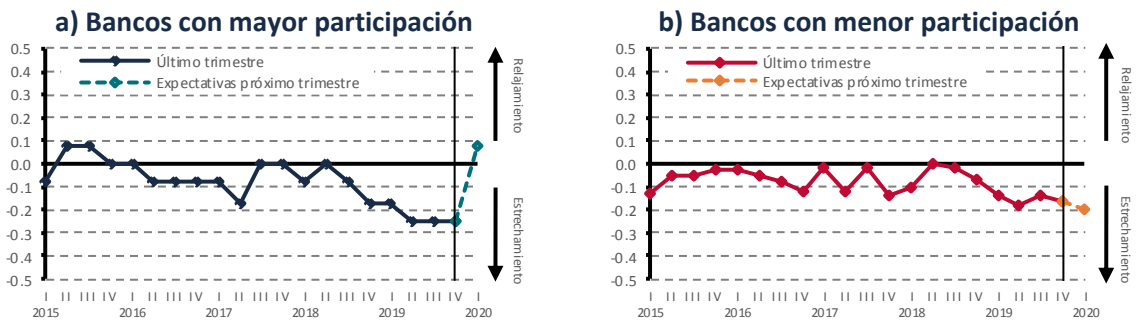 a) Bancos con mayor participación
0.5
0.4
0.3
0.2
0.1
0.0
-0.1
-0.2
-0.3
-0.4
-0.5
Último trimestre
Expectativas próximo trimestre
Relajamiento
Estrechamiento
I II III IV I II III IV I II III IV I II III IV I II III IV I
2015 2016 2017 2018 2019 2020
b) Bancos con menor participación
0.5
0.4
0.3
0.2
0.1
0.0
-0.1
-0.2
-0.3
-0.4
-0.5
Último trimestre
Expectativas próximo trimestre
Relajamiento
Estrechamiento
I II III IV I II III IV I II III IV I II III IV I II III IV I
2015 2016 2017 2018 2019 2020